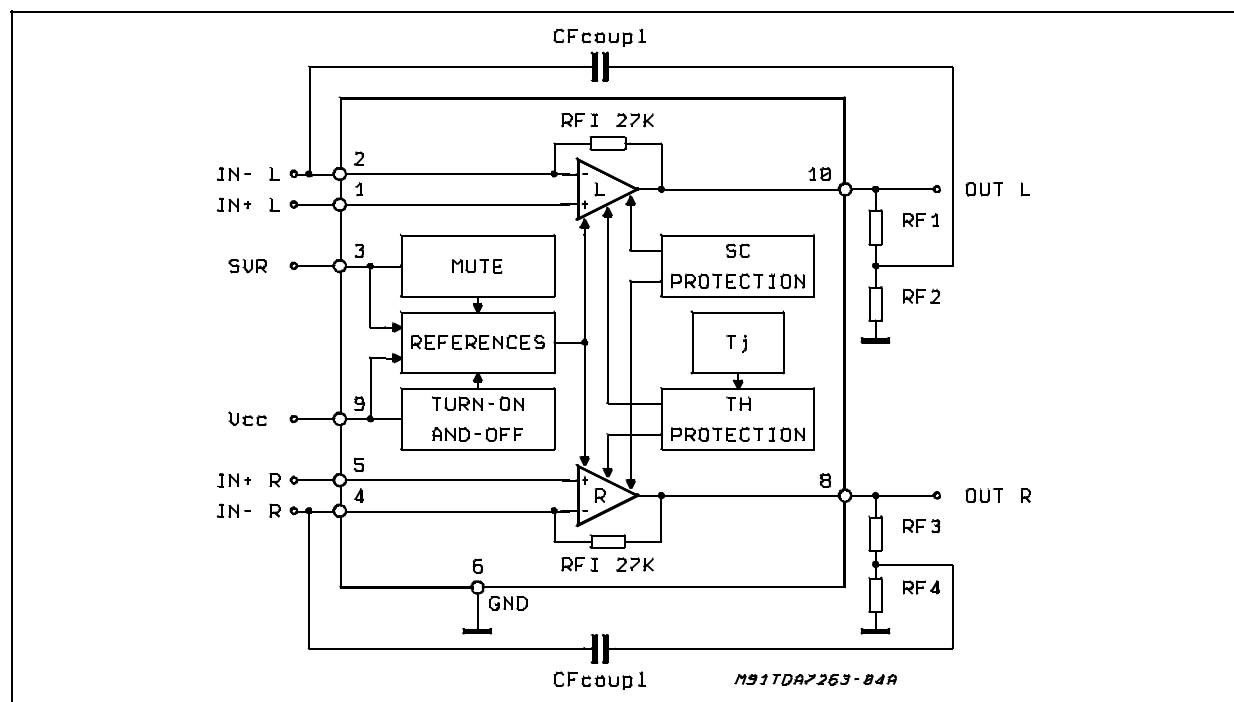 CFcoupl
RFI 27K
IN- L
2
L
-
10
OUT L
IN+ L
1
+
RF1
SVR
3
MUTE
SC
PROTECTION
RF2
REFERENCES
Tj
Vcc
9
TURN-ON
AND-OFF
TH
PROTECTION
IN+ R
5
+
R
8
OUT R
IN- R
4
-
RF3
RFI 27K
6
GND
RF4
CFcoupl
M91TDA7263-04A